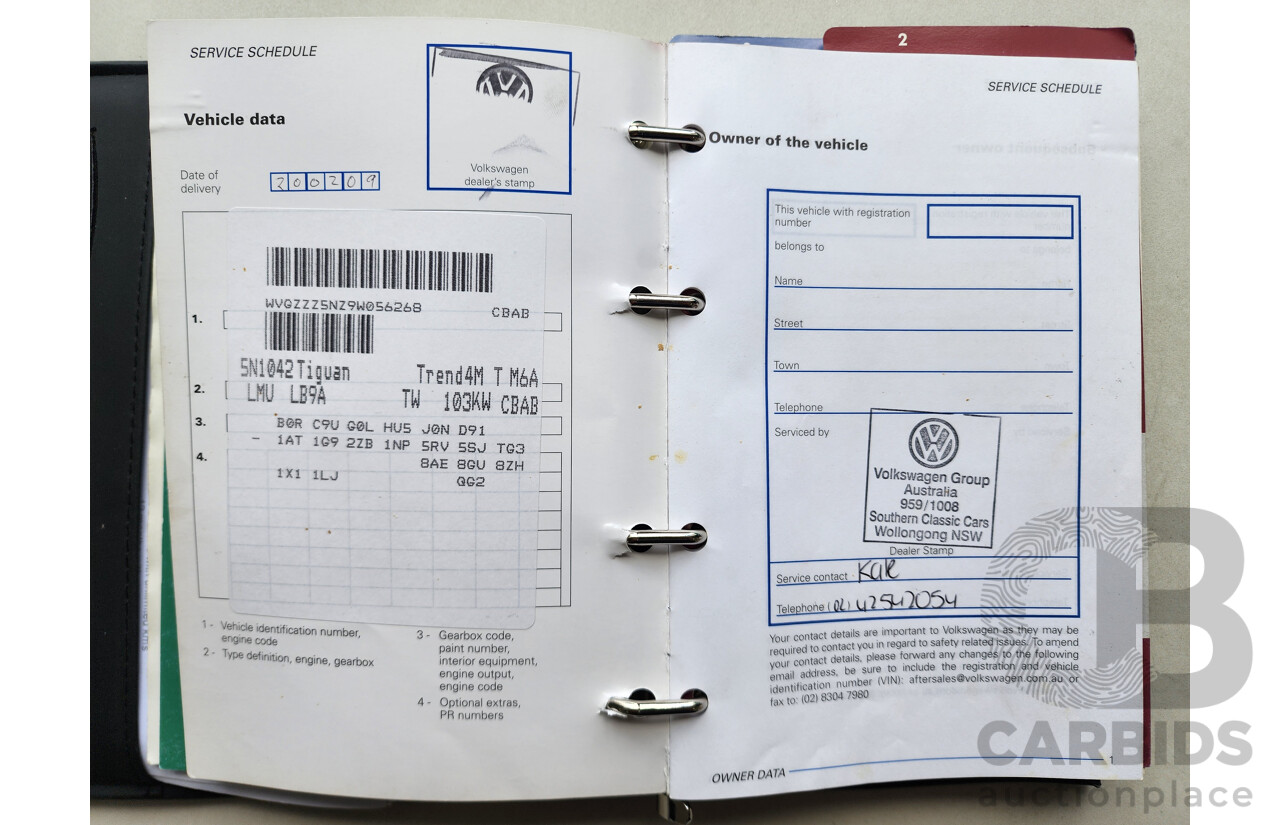 SERVICE SCHEDULE
Vehicle data
Volkswagen
dealer's stamp
Date of
delivery
200209
WVGZZZ5NZ9W056268 CBAB
1.
5N1042Tiguan Trend4M T M6A
2.
LMU LB9A TW 103KW CBAB
3.
B0R C9U G0L HU5 J0N D91
- 1AT 1G9 2ZB 1NP 5RV 5SJ TG3
4.
8AE 8GU 8ZH
1X1 1LJ QG2
1 - Vehicle identification number,
engine code
2 - Type definition, engine, gearbox
3 - Gearbox code,
paint number,
interior equipment,
engine output,
engine code
4 - Optional extras,
PR numbers
2
SERVICE SCHEDULE
Owner of the vehicle
This vehicle with registration
number
belongs to
Name
Street
Town
Telephone
Serviced by
Volkswagen Group
Australia
959/1008
Southern Classic Cars
Wollongong NSW
Dealer Stamp
Service contact
Telephone (02) 42542054
Your contact details are important to Volkswagen as they may be
required to contact you in regard to safety related issues. To amend
your contact details, please forward any changes to the following
email address, be sure to include the registration and vehicle
identification number (VIN): aftersales@volkswagen.com.au or
fax to: (02) 8304 7980
OWNER DATA 1
CARBIDS
auctionplace